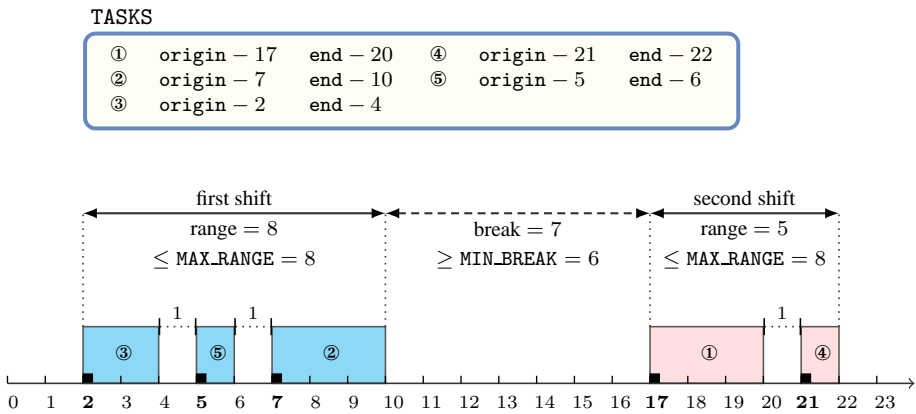 TASKS
① origin − 17 end − 20 ④ origin − 21 end − 22
② origin − 7 end − 10 ⑤ origin − 5 end − 6
③ origin − 2 end − 4
first shift second shift
range = 8 break = 7 range = 5
≤ MAX_RANGE = 8 ≥ MIN_BREAK = 6 ≤ MAX_RANGE = 8
1 1 1
③ ⑤ ② ① ④
0 1 2 3 4 5 6 7 8 9 10 11 12 13 14 15 16 17 18 19 20 21 22 23